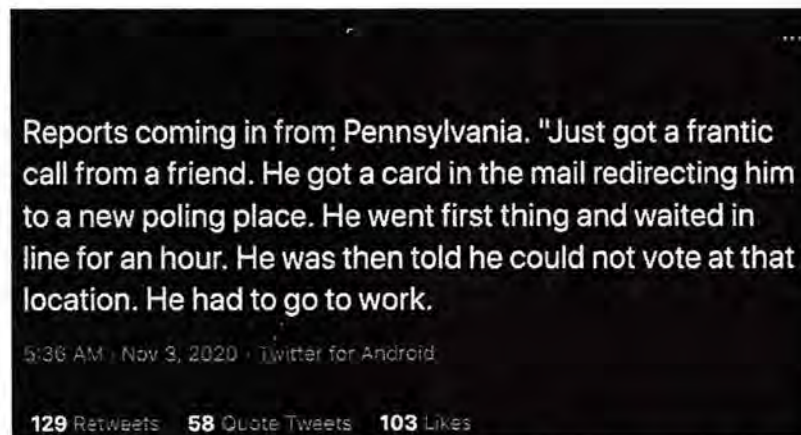 Reports coming in from Pennsylvania. "Just got a frantic
call from a friend. He got a card in the mail redirecting him
to a new poling place. He went first thing and waited in
line for an hour. He was then told he could not vote at that
location. He had to go to work.
5:36 AM · Nov 3, 2020 · Twitter for Android
129 Retweets 58 Quote Tweets 103 Likes